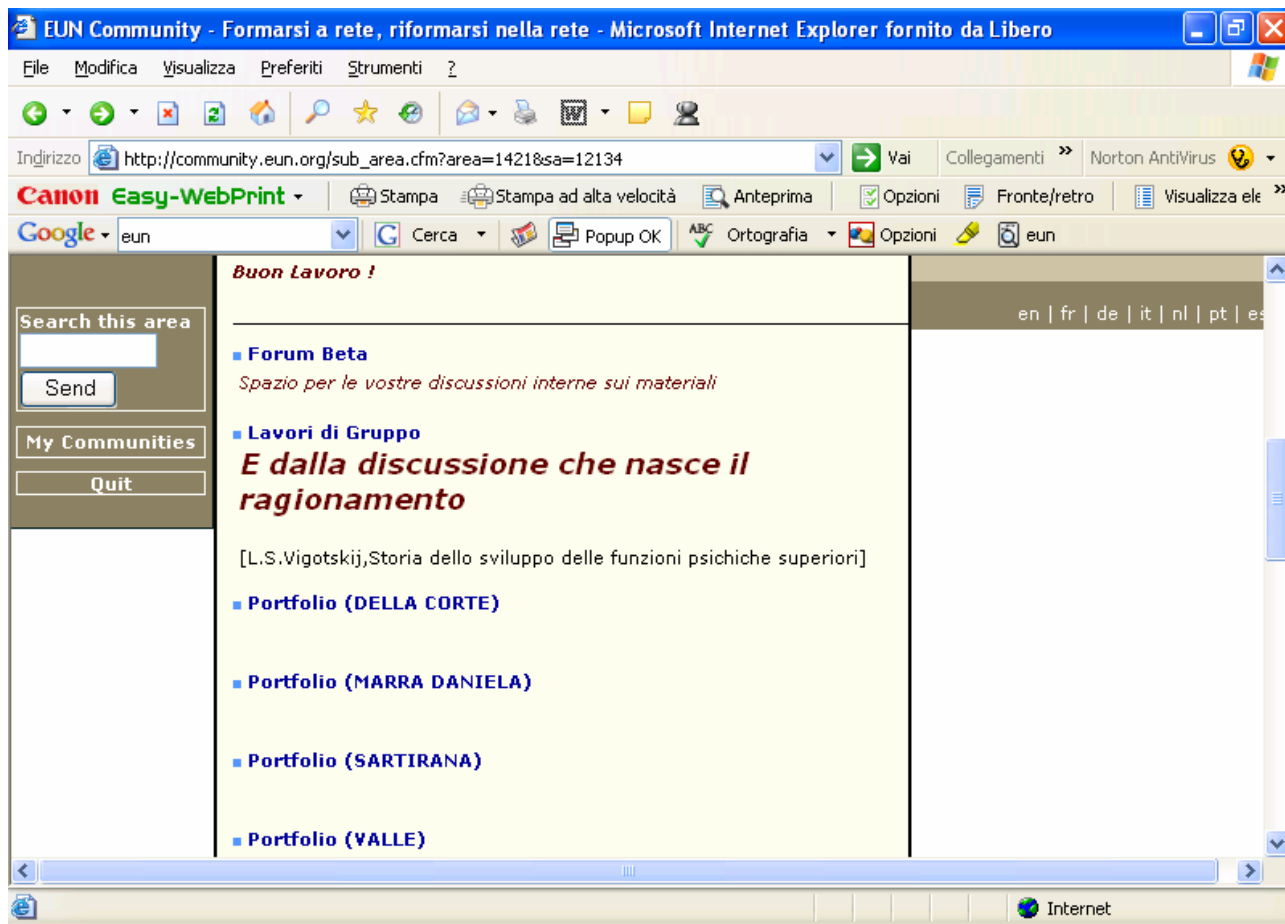 EUN Community - Formarsi a rete, riformarsi nella rete - Microsoft Internet Explorer fornito da Libero
File Modifica Visualizza Preferiti Strumenti ?
Indirizzo http://community.eun.org/sub_area.cfm?area=1421&sa=12134 Vai Collegamenti » Norton AntiVirus
Canon Easy-WebPrint Stampa Stampa ad alta velocità Anteprima Opzioni Fronte/retro Visualizza ele »
Google eun G Cerca Popup OK ABC Ortografia Opzioni eun
Buon Lavoro !
en | fr | de | it | nl | pt | es
Search this area
Send
My Communities
Quit
Forum Beta
Spazio per le vostre discussioni interne sui materiali
Lavori di Gruppo
E dalla discussione che nasce il
ragionamento
[L.S.Vigotskij,Storia dello sviluppo delle funzioni psichiche superiori]
Portfolio (DELLA CORTE)
Portfolio (MARRA DANIELA)
Portfolio (SARTIRANA)
Portfolio (VALLE)
Internet